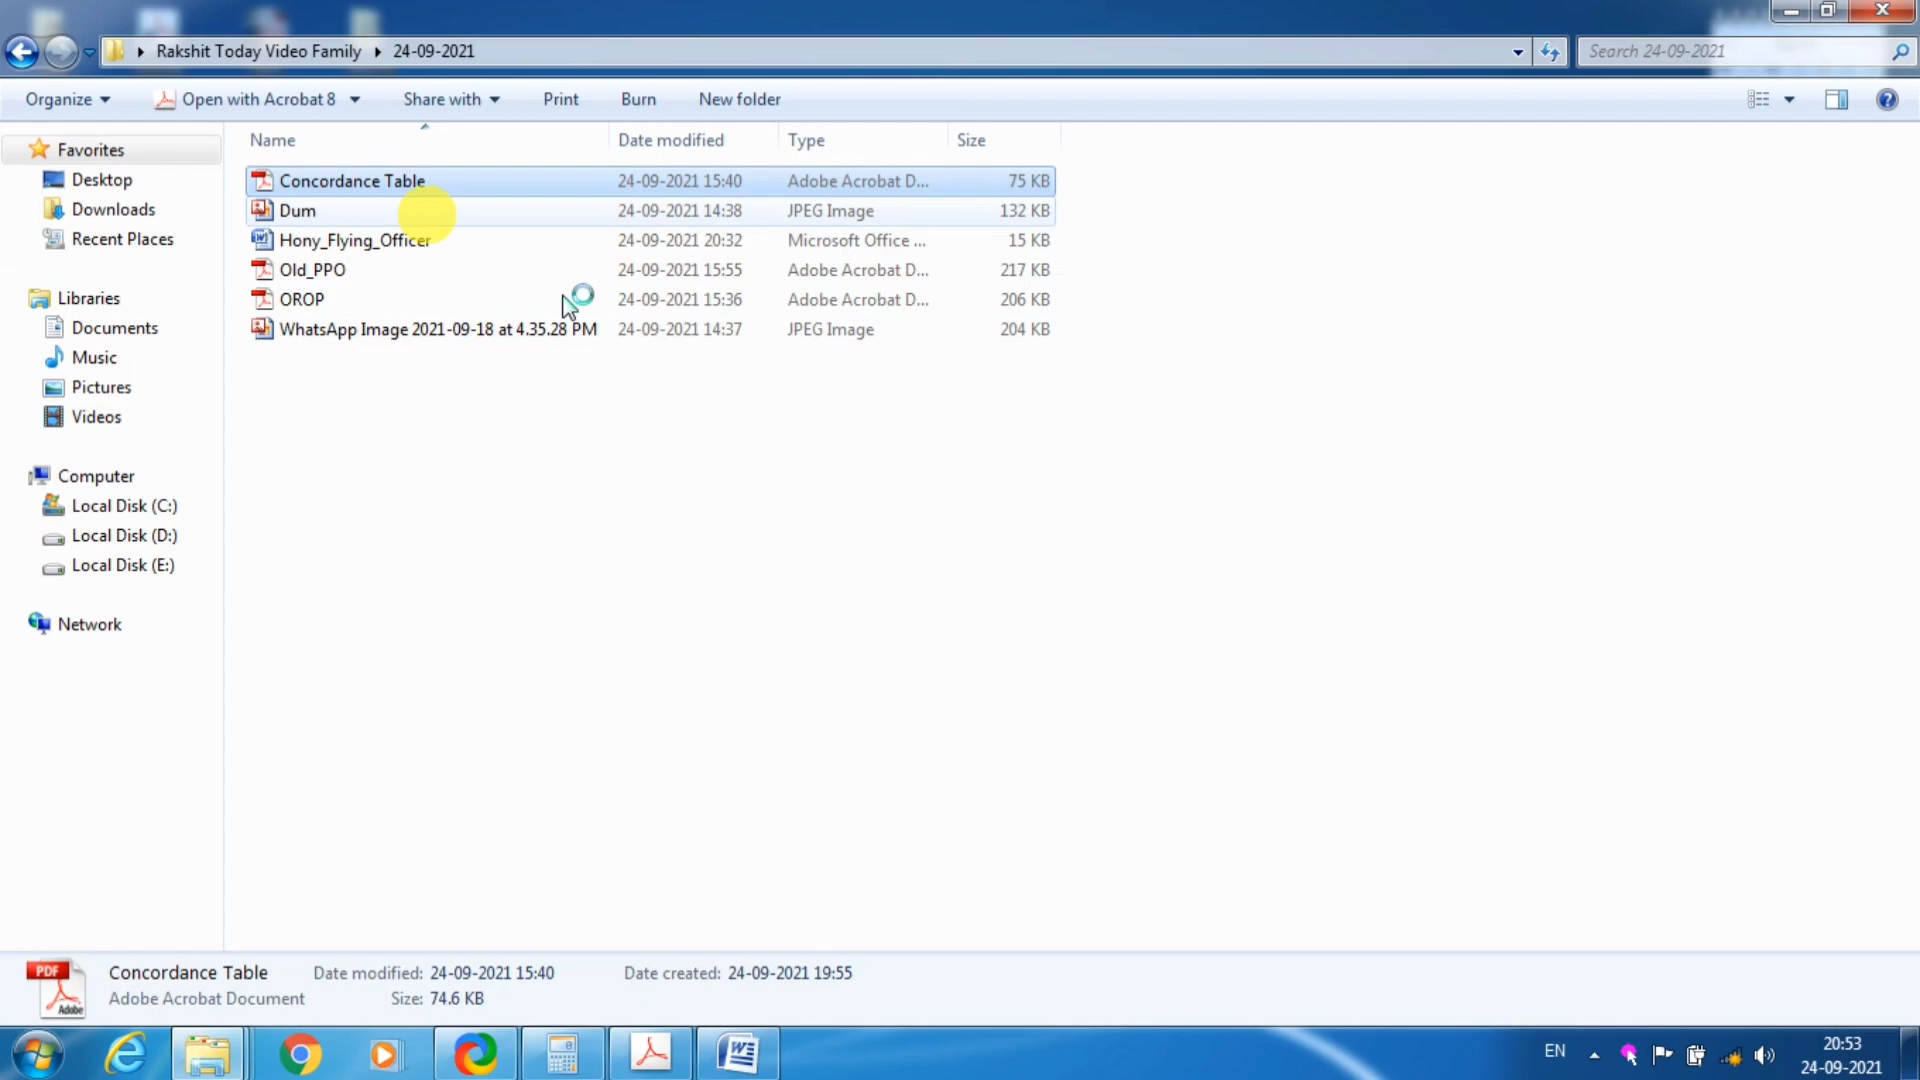 Rakshit Today Video Family 24-09-2021
Search 24-09-2021
Organize Open with Acrobat 8 Share with Print Burn New folder
Name Date modified Type Size
Favorites
Desktop
Downloads
Recent Places
Libraries
Documents
Music
Pictures
Videos
Computer
Local Disk (C:)
Local Disk (D:)
Local Disk (E:)
Network
Concordance Table 24-09-2021 15:40 Adobe Acrobat D... 75 KB
Dum 24-09-2021 14:38 JPEG Image 132 KB
Hony_Flying_Officer 24-09-2021 20:32 Microsoft Office ... 15 KB
Old_PPO 24-09-2021 15:55 Adobe Acrobat D... 217 KB
OROP 24-09-2021 15:36 Adobe Acrobat D... 206 KB
WhatsApp Image 2021-09-18 at 4.35.28 PM 24-09-2021 14:37 JPEG Image 204 KB
PDF
Adobe
Concordance Table Date modified: 24-09-2021 15:40 Date created: 24-09-2021 19:55
Adobe Acrobat Document Size: 74.6 KB
EN
20:53
24-09-2021